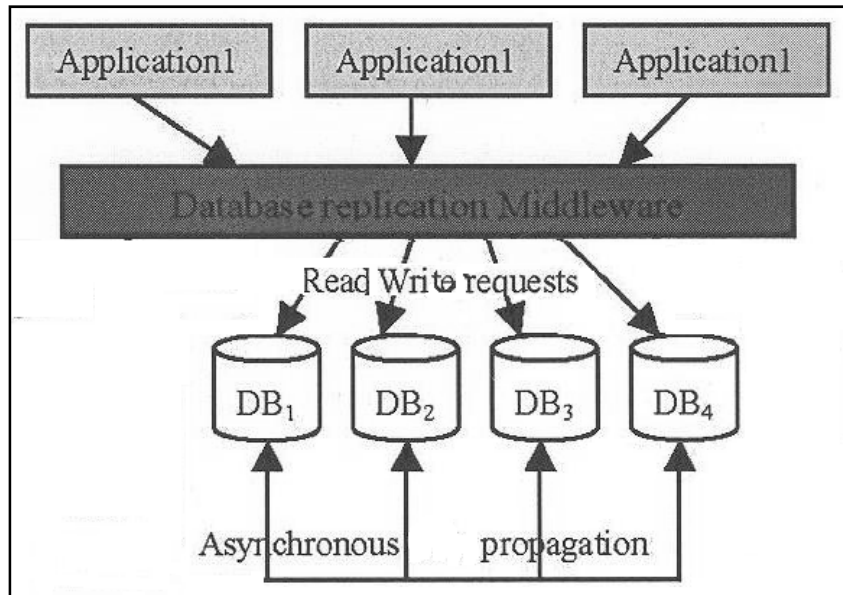 Application1 Application1 Application1
Database replication Middleware
Read Write requests
DB₁ DB₂ DB₃ DB₄
Asynchronous propagation